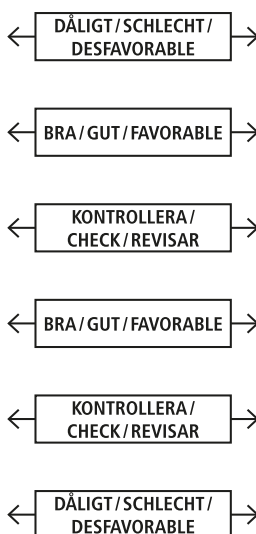 DÅLIGT/SCHLECHT/
DESFAVORABLE
BRA/GUT/FAVORABLE
KONTROLLERA/
CHECK/REVISAR
BRA/GUT/FAVORABLE
KONTROLLERA/
CHECK/REVISAR
DÅLIGT/SCHLECHT/
DESFAVORABLE